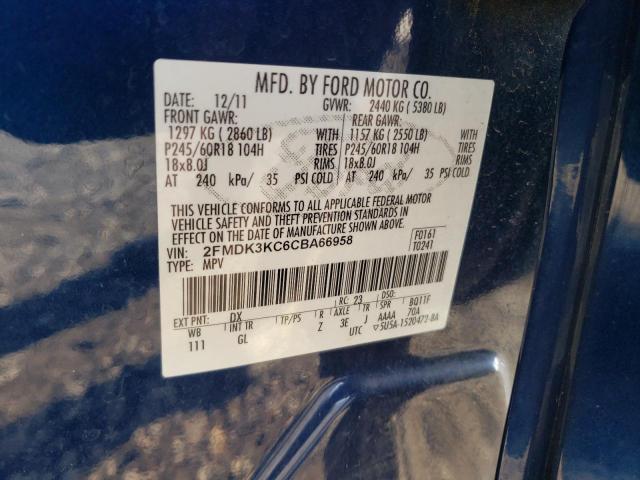 MFD. BY FORD MOTOR CO.
DATE: 12/11 GVWR: 2440 KG ( 5380 LB)
FRONT GAWR: REAR GAWR:
1297 KG ( 2860 LB) WITH 1157 KG ( 2550 LB) WITH
P245/60R18 104H TIRES P245/60R18 104H TIRES
18x8.0J RIMS 18x8.0J RIMS
AT 240 kPa/ 35 PSI COLD AT 240 kPa/ 35 PSI COLD
THIS VEHICLE CONFORMS TO ALL APPLICABLE FEDERAL MOTOR
VEHICLE SAFETY AND THEFT PREVENTION STANDARDS IN
EFFECT ON THE DATE OF MANUFACTURE SHOWN ABOVE.
VIN: 2FMDK3KC6CBA66958 F0161
TYPE: MPV T0241
EXT PNT: DX RC: 23 DSO:
WB INT TR TP/PS R AXLE TR SPR BQ11F
111 GL Z 3E J AAAA 70A
UTC ▽5U5A-1520472-BA